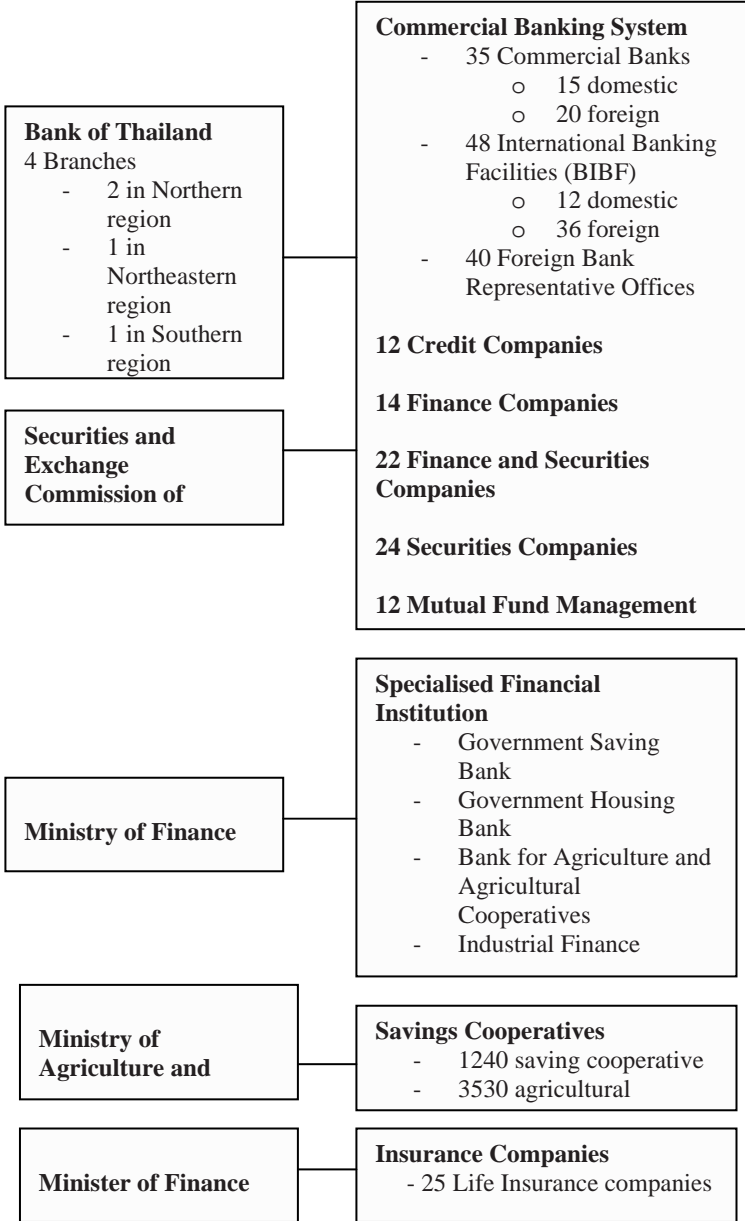 Bank of Thailand
4 Branches
- 2 in Northern
region
- 1 in
Northeastern
region
- 1 in Southern
region
Commercial Banking System
- 35 Commercial Banks
o 15 domestic
o 20 foreign
- 48 International Banking
Facilities (BIBF)
o 12 domestic
o 36 foreign
- 40 Foreign Bank
Representative Offices
12 Credit Companies
14 Finance Companies
22 Finance and Securities
Companies
24 Securities Companies
12 Mutual Fund Management
Securities and
Exchange
Commission of
Ministry of Finance
Specialised Financial
Institution
- Government Saving
Bank
- Government Housing
Bank
- Bank for Agriculture and
Agricultural
Cooperatives
- Industrial Finance
Ministry of
Agriculture and
Savings Cooperatives
- 1240 saving cooperative
- 3530 agricultural
Minister of Finance
Insurance Companies
- 25 Life Insurance companies